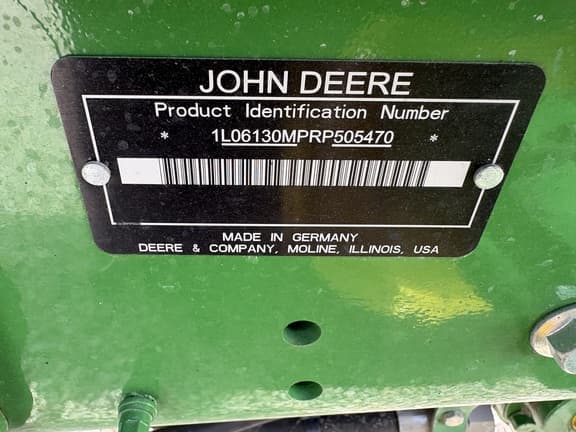 JOHN DEERE
Product Identification Number
* 1L06130MPRP505470 *
MADE IN GERMANY
DEERE & COMPANY, MOLINE, ILLINOIS, USA